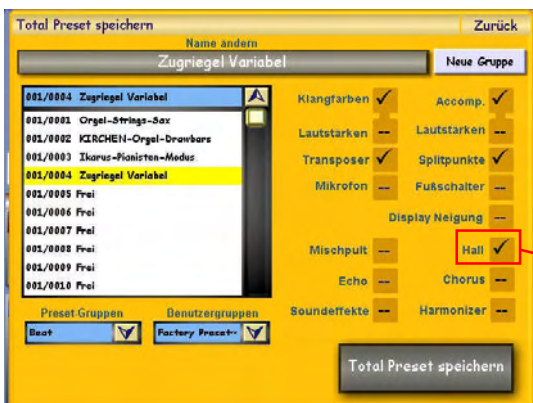 Total Preset speichern
Zurück
Name ändern
Zugriegel Variabel
Neue Gruppe
001/0004 Zugriegel Variabel
001/0001 Orgel-Strings-Sax
001/0002 KIRCHEN-Orgel-Drawbars
001/0003 Ikarus-Pianisten-Modus
001/0004 Zugriegel Variabel
001/0005 Frei
001/0006 Frei
001/0007 Frei
001/0008 Frei
001/0009 Frei
001/0010 Frei
Preset Gruppen
Benutzergruppen
Beat
Factory Preset--
Klangfarben ✓
Accomp. ✓
Lautstärken --
Lautstärken --
Transposer ✓
Splitpunkte ✓
Mikrofon --
Fußschalter --
Display Neigung --
Mischpult --
Hall ✓
Echo --
Chorus --
Soundeffekte --
Harmonizer --
Total Preset speichern